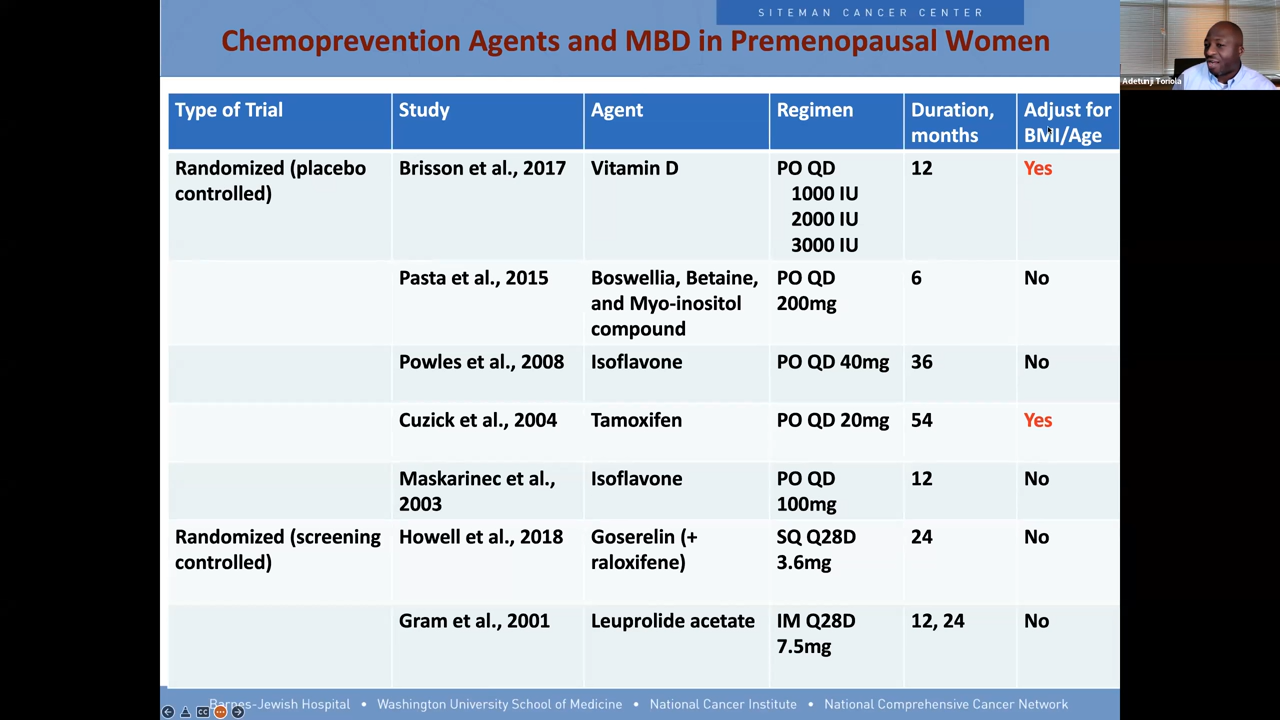 SITEMAN CANCER CENTER
Chemoprevention Agents and MBD in Premenopausal Women
Adetunji Toriola
Type of Trial
Study
Agent
Regimen
Duration,
months
Adjust for
BMI/Age
Randomized (placebo
controlled)
Brisson et al., 2017
Vitamin D
PO QD
1000 IU
2000 IU
3000 IU
12
Yes
Pasta et al., 2015
Boswellia, Betaine,
and Myo-inositol
compound
PO QD
200mg
6
No
Powles et al., 2008
Isoflavone
PO QD 40mg
36
No
Cuzick et al., 2004
Tamoxifen
PO QD 20mg
54
Yes
Maskarinec et al.,
2003
Isoflavone
PO QD
100mg
12
No
Randomized (screening
controlled)
Howell et al., 2018
Goserelin (+
raloxifene)
SQ Q28D
3.6mg
24
No
Gram et al., 2001
Leuprolide acetate
IM Q28D
7.5mg
12, 24
No
Barnes-Jewish Hospital • Washington University School of Medicine • National Cancer Institute • National Comprehensive Cancer Network
CC